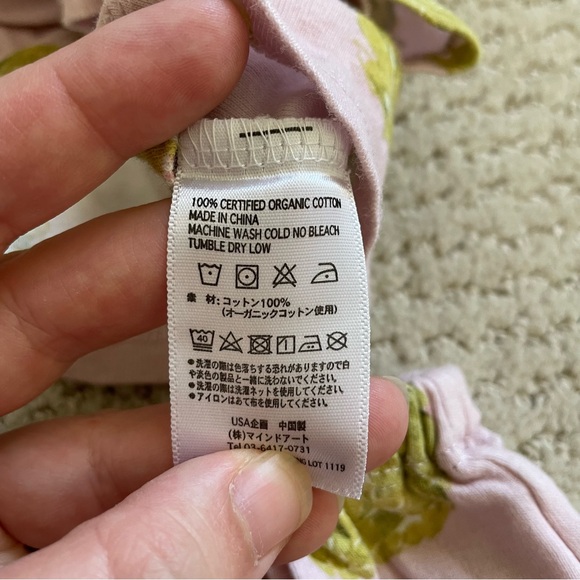 100% CERTIFIED ORGANIC COTTON
MADE IN CHINA
MACHINE WASH COLD NO BLEACH
TUMBLE DRY LOW
素 材: コットン100%
(オーガニックコットン使用)
40
●洗濯の際は色落ちする恐れがありますので白
や淡色の製品と一緒に洗わないでください。
●洗濯の際は洗濯ネットを使用してください。
●アイロンはあて布を使用してください。
USA企画 中国製
(株)マインドアート
Tel 03-6417-0731
LOT 1119